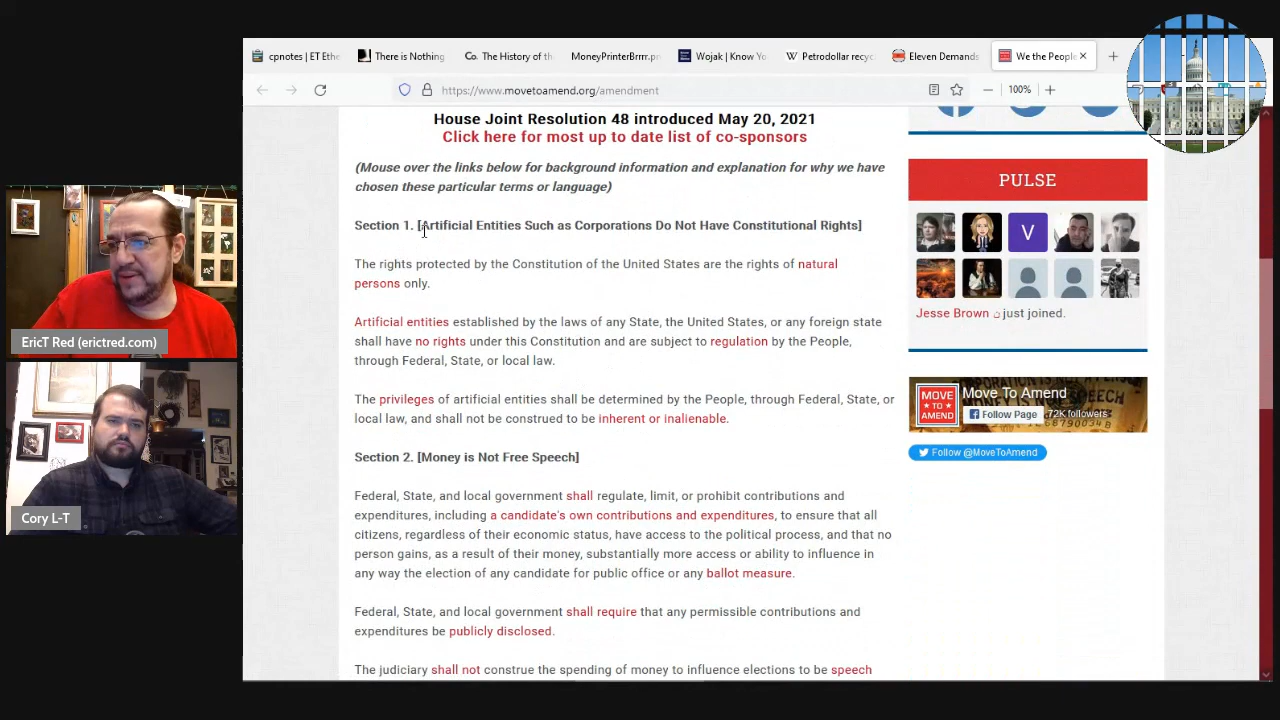 cpnotes | ET Ethe
There is Nothing
Co. The History of th
MoneyPrinterBrrr.pn
Wojak | Know Yo
W Petrodollar recyc
Eleven Demands
We the People
https://www.movetoamend.org/amendment
100%
House Joint Resolution 48 introduced May 20, 2021
Click here for most up to date list of co-sponsors
(Mouse over the links below for background information and explanation for why we have
chosen these particular terms or language)
Section 1. [Artificial Entities Such as Corporations Do Not Have Constitutional Rights]
The rights protected by the Constitution of the United States are the rights of natural
persons only.
Artificial entities established by the laws of any State, the United States, or any foreign state
shall have no rights under this Constitution and are subject to regulation by the People,
through Federal, State, or local law.
The privileges of artificial entities shall be determined by the People, through Federal, State, or
local law, and shall not be construed to be inherent or inalienable.
Section 2. [Money is Not Free Speech]
Federal, State, and local government shall regulate, limit, or prohibit contributions and
expenditures, including a candidate's own contributions and expenditures, to ensure that all
citizens, regardless of their economic status, have access to the political process, and that no
person gains, as a result of their money, substantially more access or ability to influence in
any way the election of any candidate for public office or any ballot measure.
Federal, State, and local government shall require that any permissible contributions and
expenditures be publicly disclosed.
The judiciary shall not construe the spending of money to influence elections to be speech
PULSE
V
Jesse Brown just joined.
MOVE
TO
AMEND
Move To Amend
Follow Page
.72K followers
Follow @MoveToAmend
EricT Red (erictred.com)
Cory L-T